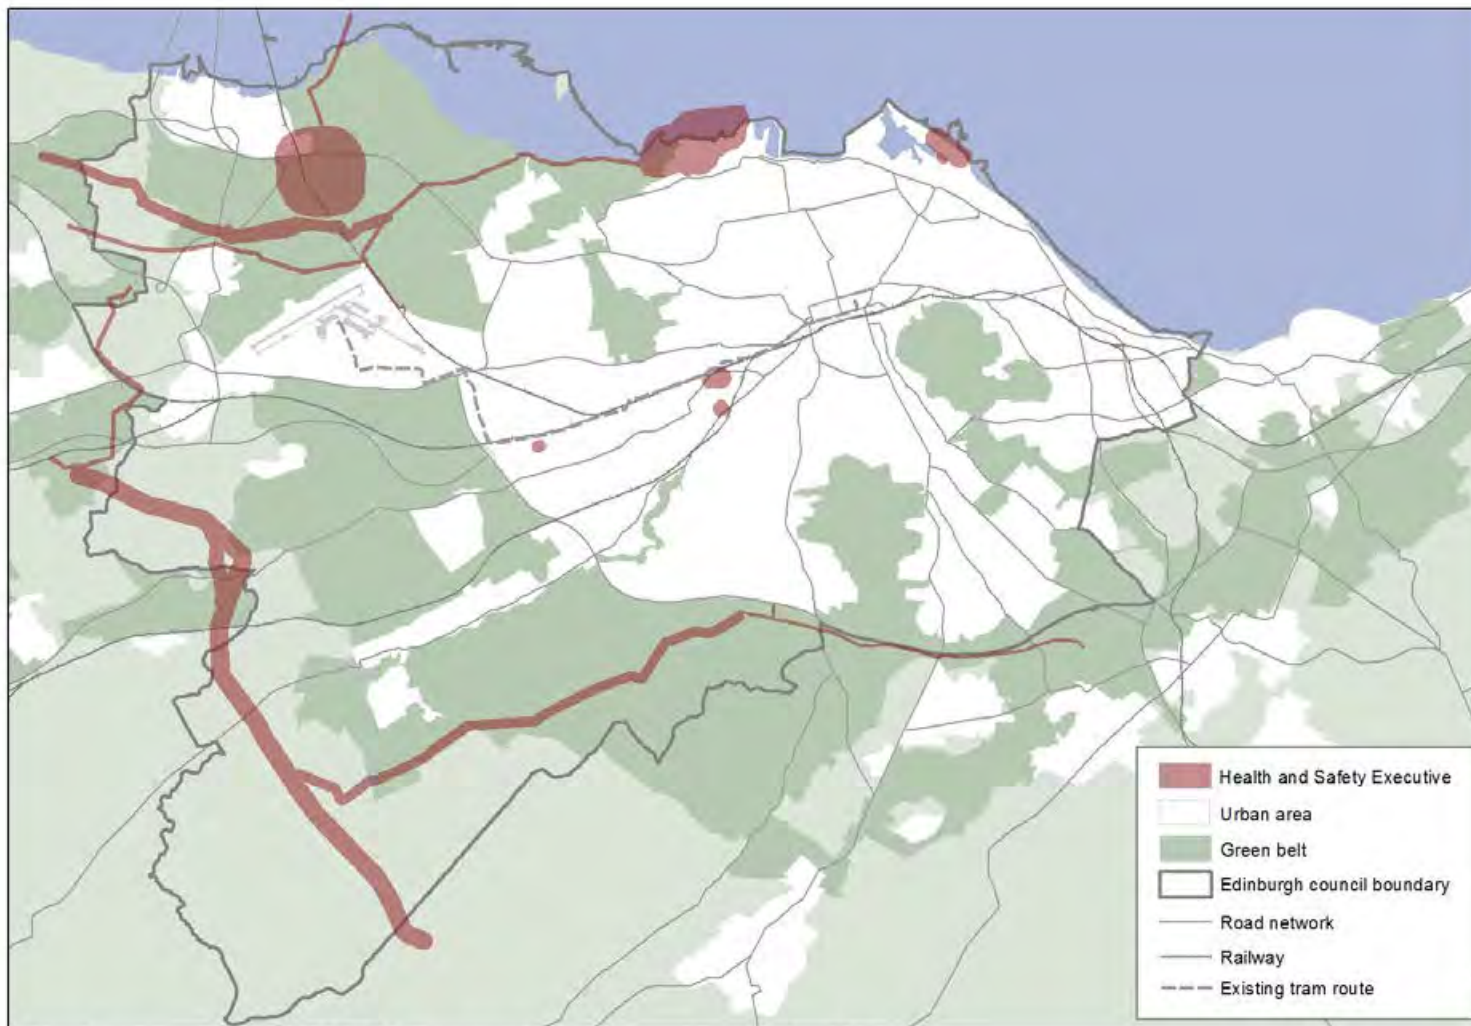 Health and Safety Executive
Urban area
Green belt
Edinburgh council boundary
Road network
Railway
Existing tram route